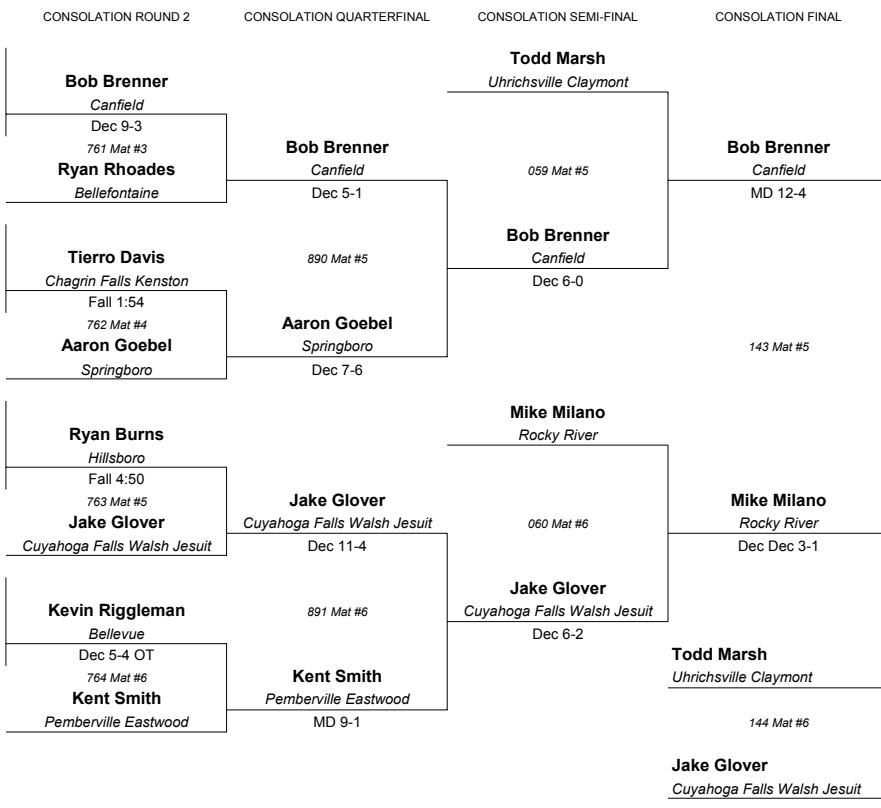 CONSOLATION ROUND 2
CONSOLATION QUARTERFINAL
CONSOLATION SEMI-FINAL
CONSOLATION FINAL
Bob Brenner
Canfield
Dec 9-3
761 Mat #3
Ryan Rhoades
Bellefontaine
Tierro Davis
Chagrin Falls Kenston
Fall 1:54
762 Mat #4
Aaron Goebel
Springboro
Ryan Burns
Hillsboro
Fall 4:50
763 Mat #5
Jake Glover
Cuyahoga Falls Walsh Jesuit
Kevin Riggleman
Bellevue
Dec 5-4 OT
764 Mat #6
Kent Smith
Pemberville Eastwood
Bob Brenner
Canfield
Dec 5-1
890 Mat #5
Aaron Goebel
Springboro
Dec 7-6
Jake Glover
Cuyahoga Falls Walsh Jesuit
Dec 11-4
891 Mat #6
Kent Smith
Pemberville Eastwood
MD 9-1
Todd Marsh
Uhrichsville Claymont
059 Mat #5
Bob Brenner
Canfield
Dec 6-0
Mike Milano
Rocky River
060 Mat #6
Jake Glover
Cuyahoga Falls Walsh Jesuit
Dec 6-2
Bob Brenner
Canfield
MD 12-4
143 Mat #5
Mike Milano
Rocky River
Dec Dec 3-1
Todd Marsh
Uhrichsville Claymont
144 Mat #6
Jake Glover
Cuyahoga Falls Walsh Jesuit